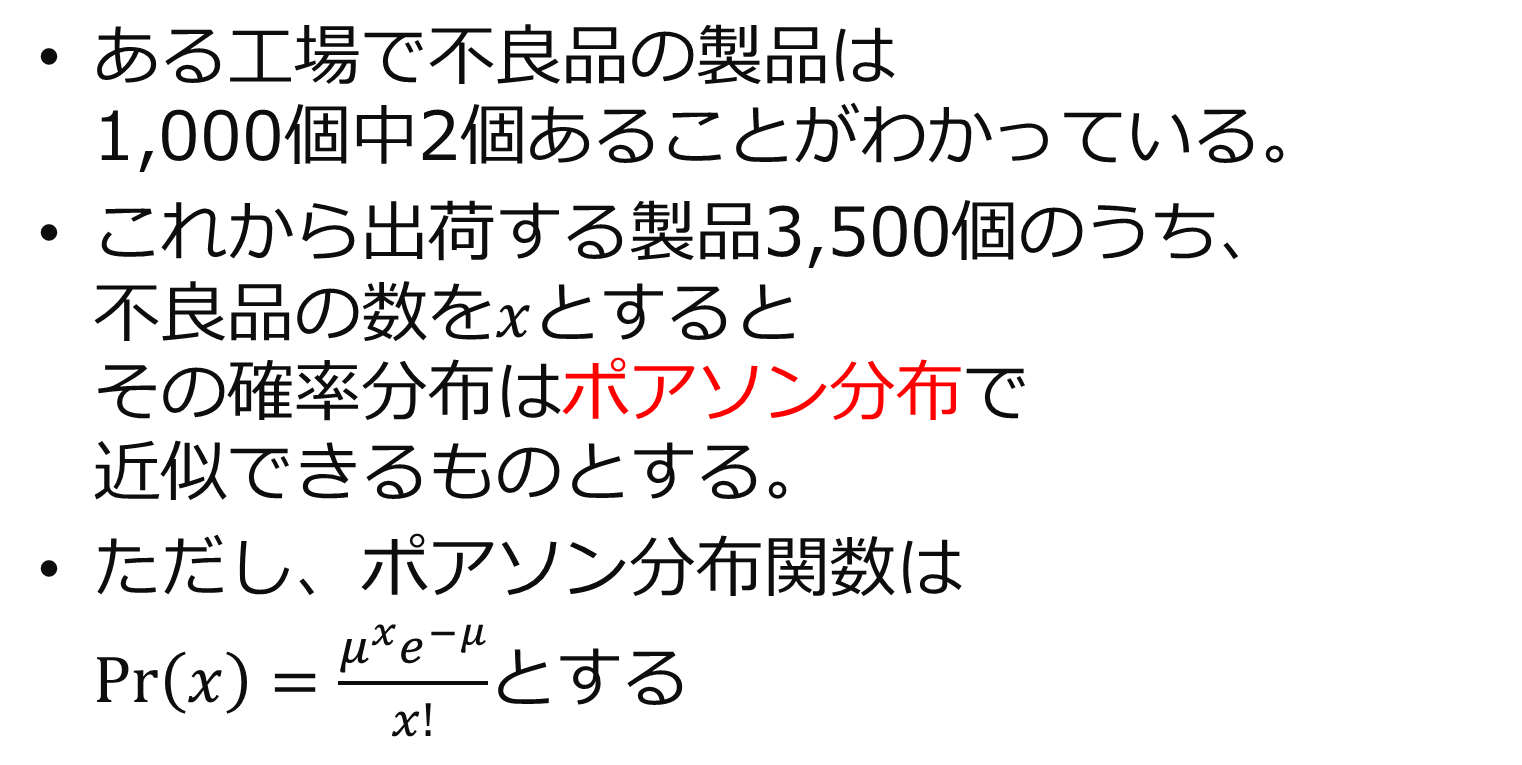 • ある工場で不良品の製品は
1,000個中2個あることがわかっている。
• これから出荷する製品3,500個のうち、
不良品の数をxとすると
その確率分布はポアソン分布で
近似できるものとする。
• ただし、ポアソン分布関数は
Pr(x) = μ^x e^{−μ} / x! とする